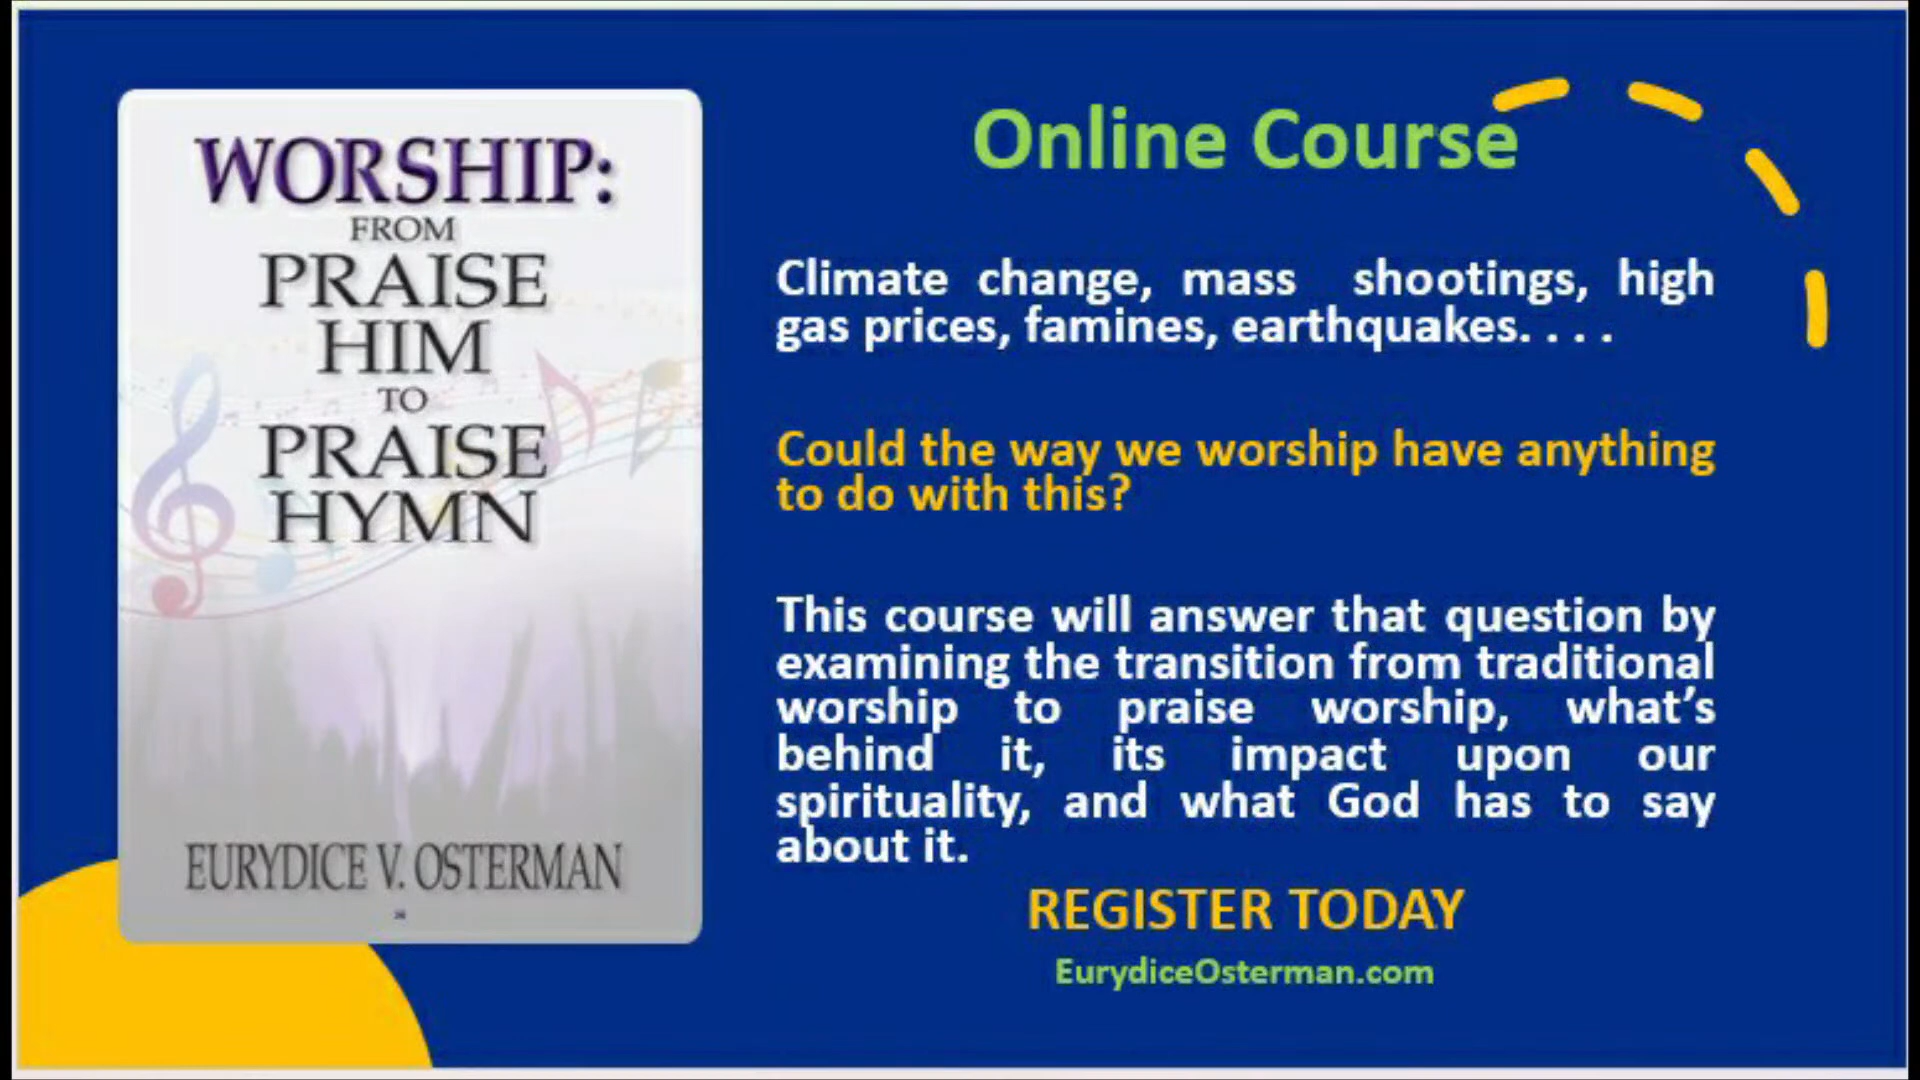 WORSHIP:
FROM
PRAISE
HIM
TO
PRAISE
HYMN
EURYDICE V. OSTERMAN
Online Course
Climate change, mass shootings, high
gas prices, famines, earthquakes. . . .
Could the way we worship have anything
to do with this?
This course will answer that question by
examining the transition from traditional
worship to praise worship, what’s
behind it, its impact upon our
spirituality, and what God has to say
about it.
REGISTER TODAY
EurydiceOsterman.com